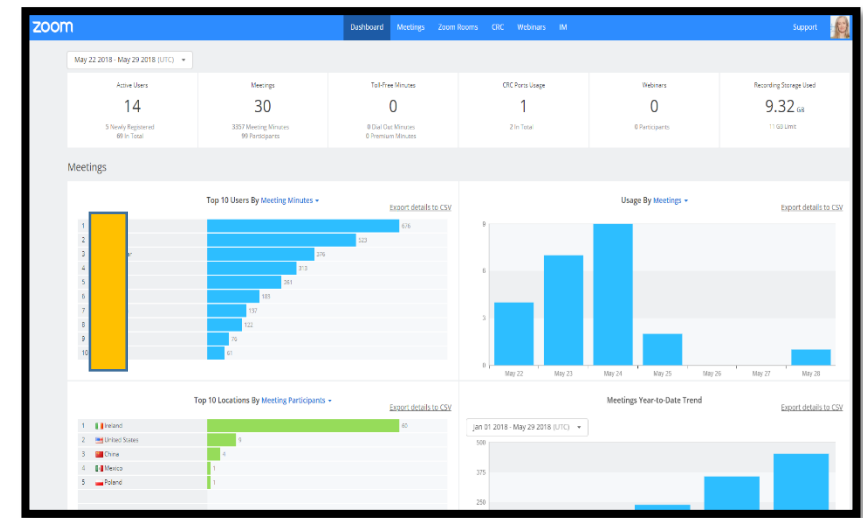 zoom
Dashboard Meetings Zoom Rooms CRC Webinars IM Support
May 22 2018 - May 29 2018 (UTC)
Active Users Meetings Toll-Free Minutes CRC Ports Usage Webinars Recording Storage Used
14 30 0 1 0 9.32 GB
5 Newly Registered 3357 Meeting Minutes 0 Dial Out Minutes 2 In Total 0 Participants 11 GB Limit
69 In Total 99 Participants 0 Premium Minutes
Meetings
Top 10 Users By Meeting Minutes
Export details to CSV
1 676
2 523
3 376
4 313
5
6
7 137
8 122
9 76
10 61
Usage By Meetings
Export details to CSV
9
6
3
0
May 22 May 23 May 24 May 25 May 26 May 27 May 28
Top 10 Locations By Meeting Participants
Export details to CSV
1 Ireland 60
2 United States 9
3 China 4
4 Mexico 1
5 Poland 1
Meetings Year-to-Date Trend
Export details to CSV
Jan 01 2018 - May 29 2018 (UTC)
500
375
250